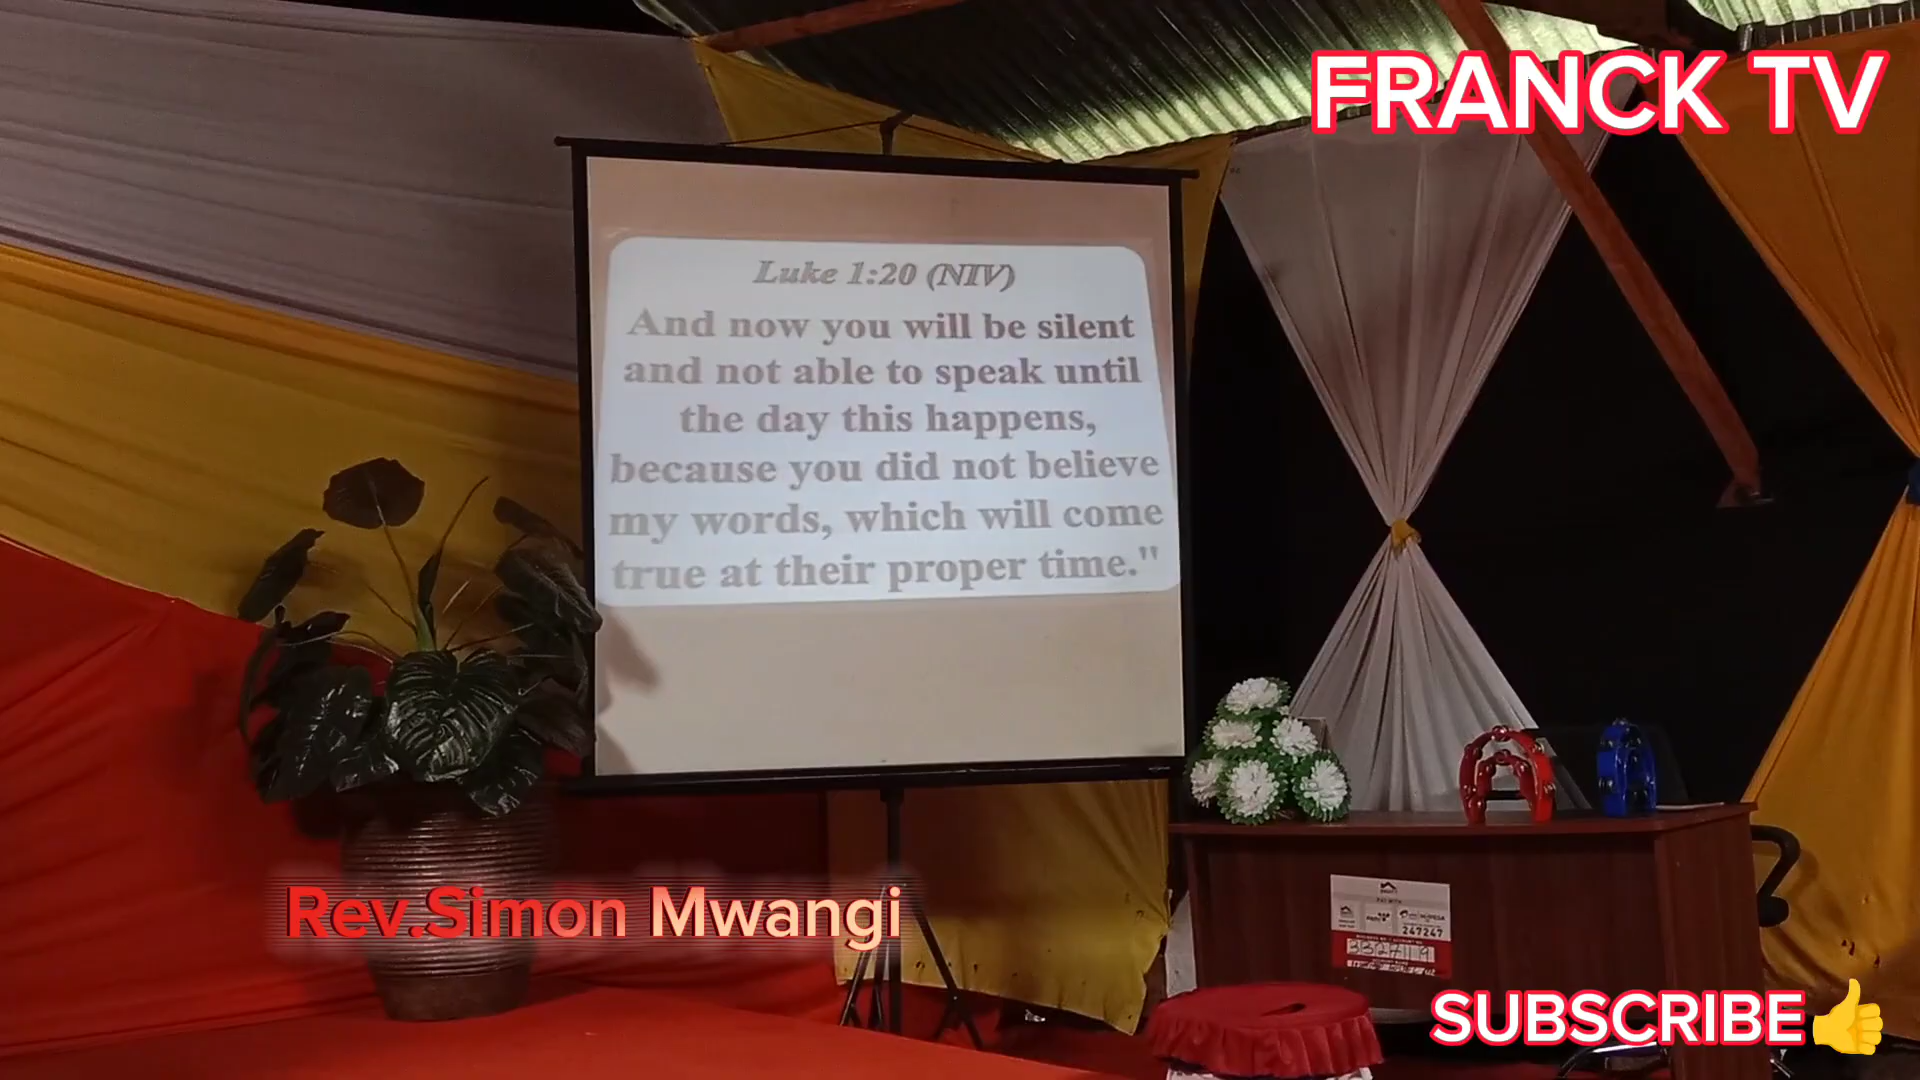 FRANCK TV
Luke 1:20 (NIV)
And now you will be silent
and not able to speak until
the day this happens,
because you did not believe
my words, which will come
true at their proper time."
Rev.Simon Mwangi
247247
SUBSCRIBE